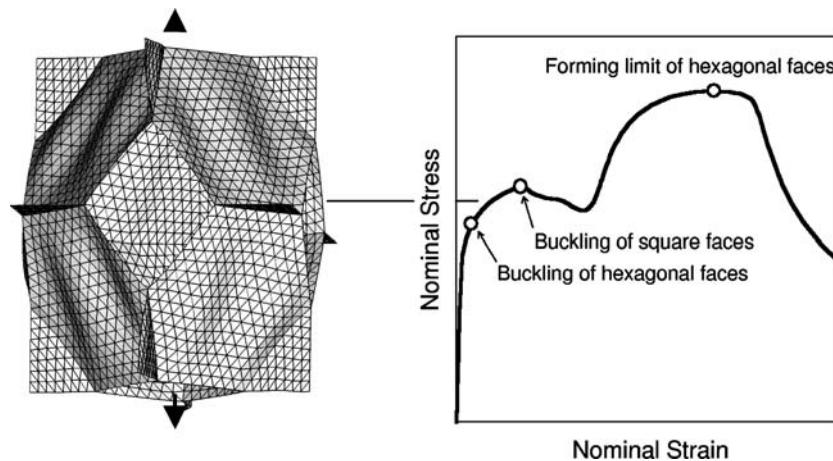 Forming limit of hexagonal faces
Nominal Stress
Buckling of square faces
Buckling of hexagonal faces
Nominal Strain